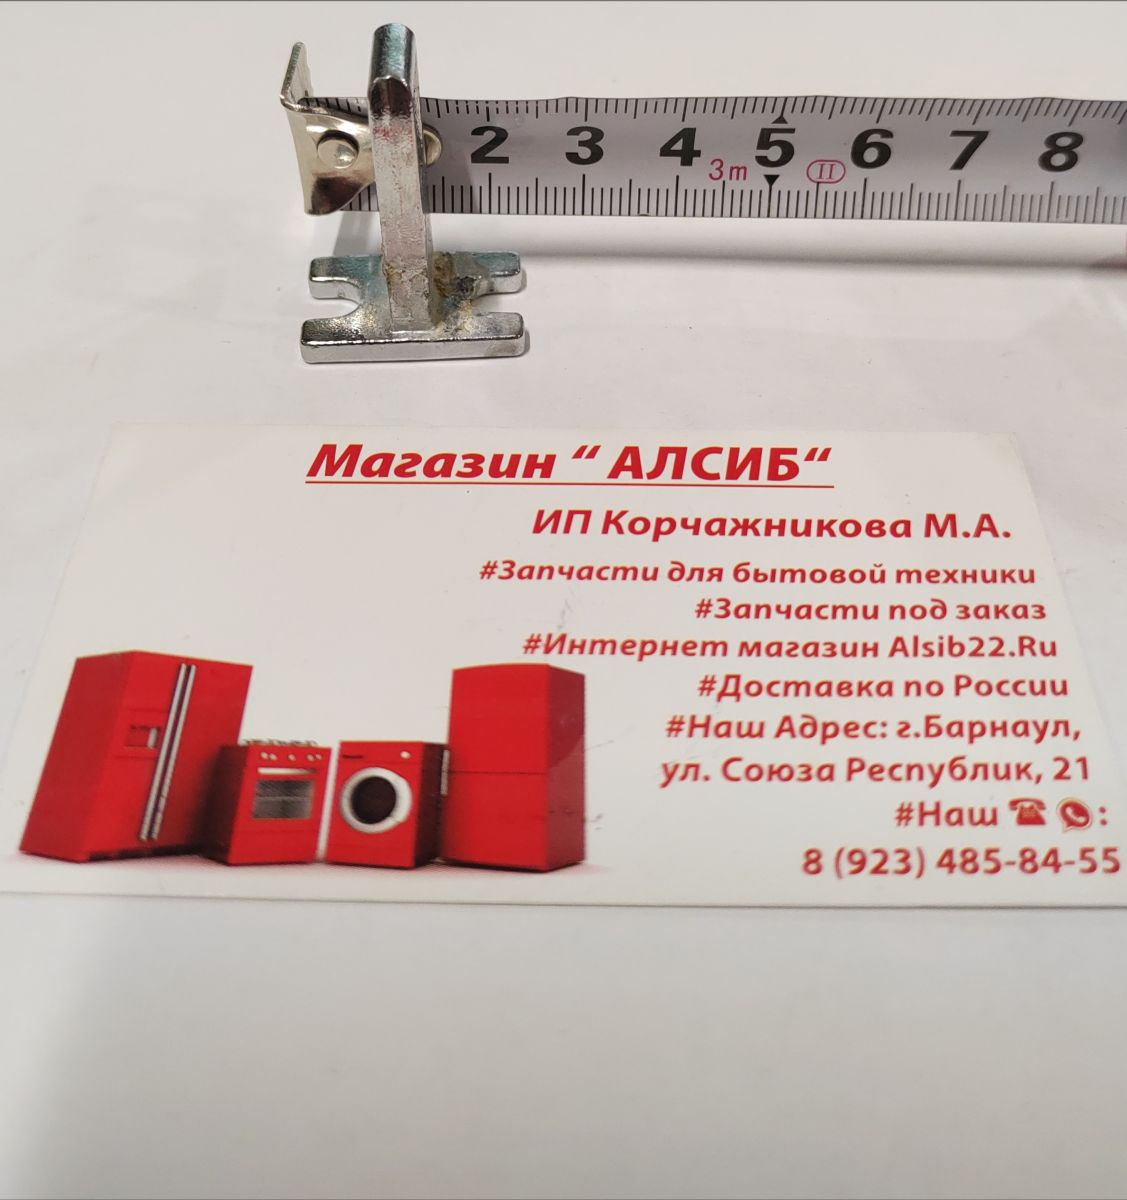 2 3 4 5 6 7 8
3m II
Магазин “ АЛСИБ“
ИП Корчажникова М.А.
#Запчасти для бытовой техники
#Запчасти под заказ
#Интернет магазин Alsib22.Ru
#Доставка по России
#Наш Адрес: г.Барнаул,
ул. Союза Республик, 21
#Наш ☎ :
8 (923) 485-84-55